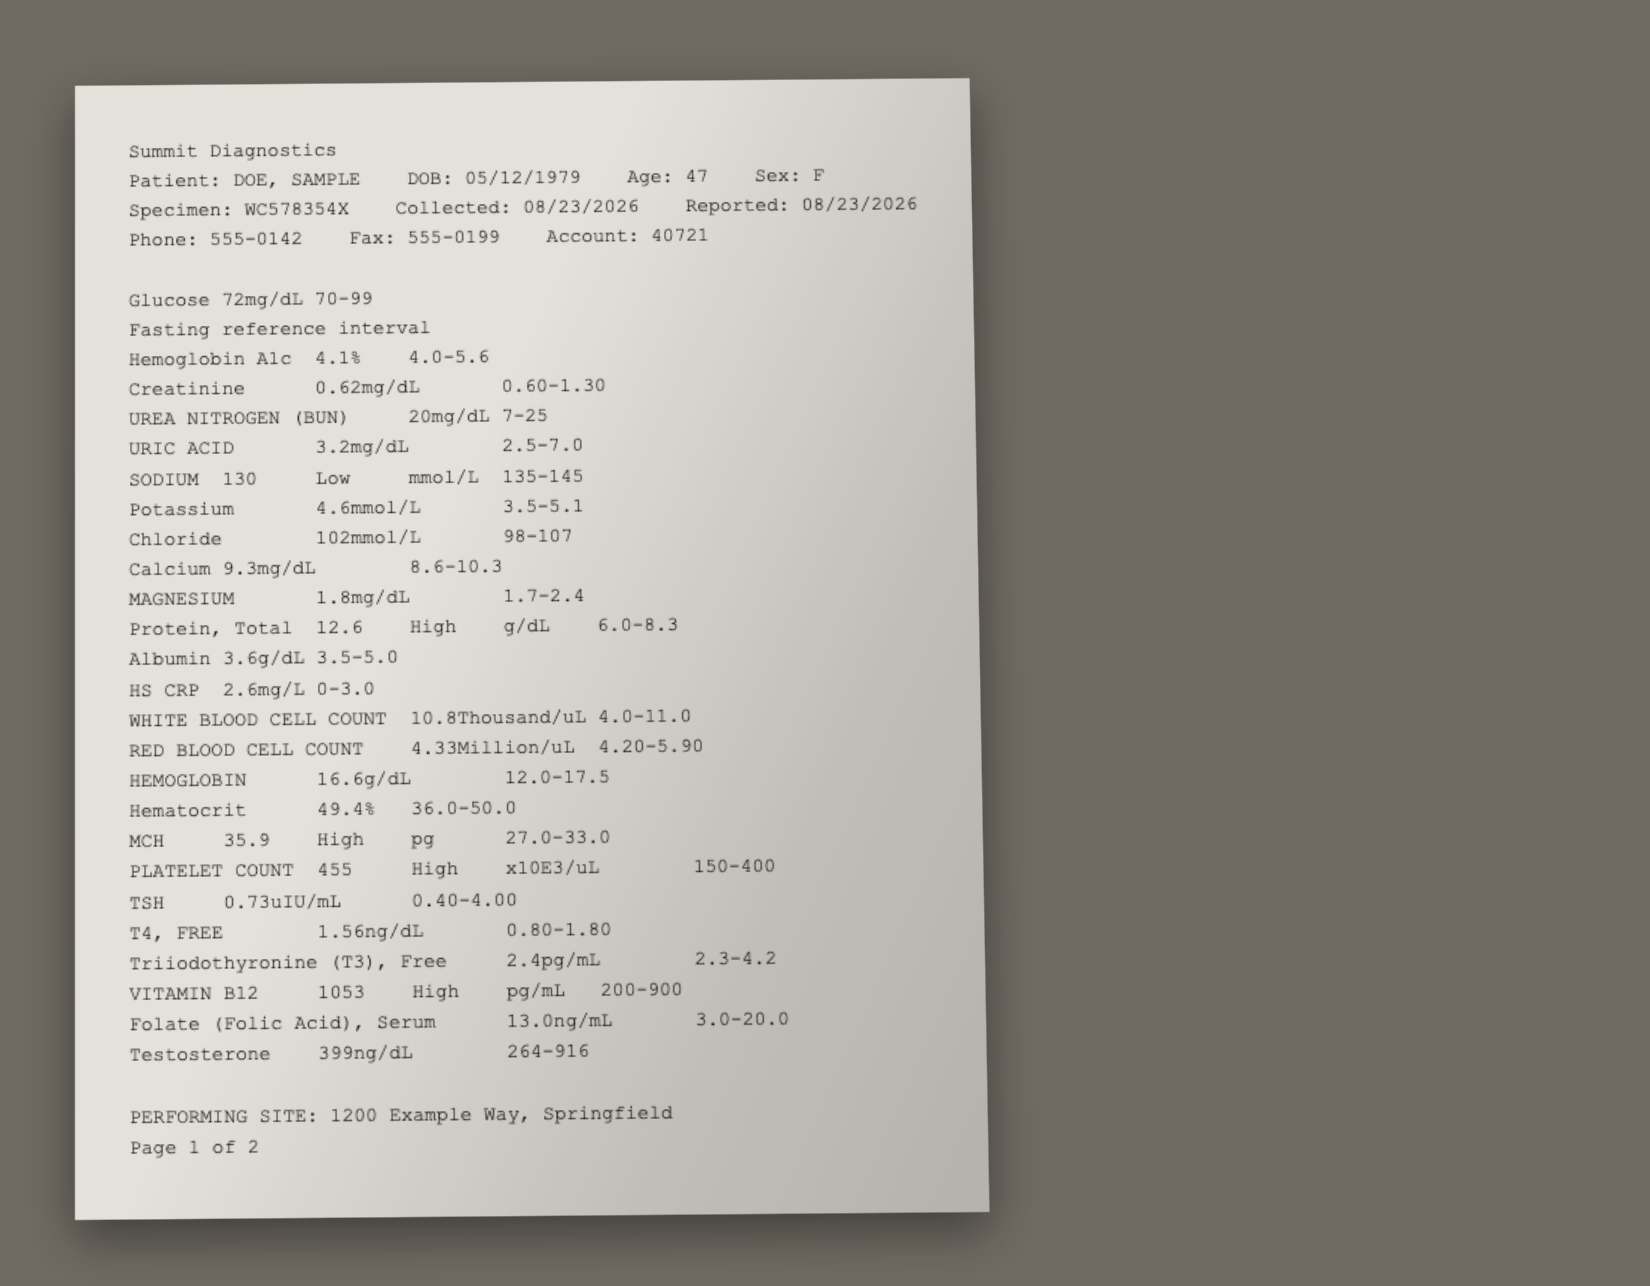 Summit Diagnostics
Patient: DOE, SAMPLE    DOB: 05/12/1979    Age: 47    Sex: F
Specimen: WC578354X    Collected: 08/23/2026    Reported: 08/23/2026
Phone: 555-0142    Fax: 555-0199    Account: 40721
Glucose 72mg/dL 70-99
Fasting reference interval
Hemoglobin A1c  4.1%    4.0-5.6
Creatinine      0.62mg/dL       0.60-1.30
UREA NITROGEN (BUN)     20mg/dL 7-25
URIC ACID       3.2mg/dL        2.5-7.0
SODIUM  130     Low     mmol/L  135-145
Potassium       4.6mmol/L       3.5-5.1
Chloride        102mmol/L       98-107
Calcium 9.3mg/dL        8.6-10.3
MAGNESIUM       1.8mg/dL        1.7-2.4
Protein, Total  12.6    High    g/dL    6.0-8.3
Albumin 3.6g/dL 3.5-5.0
HS CRP  2.6mg/L 0-3.0
WHITE BLOOD CELL COUNT  10.8Thousand/uL 4.0-11.0
RED BLOOD CELL COUNT    4.33Million/uL  4.20-5.90
HEMOGLOBIN      16.6g/dL        12.0-17.5
Hematocrit      49.4%   36.0-50.0
MCH     35.9    High    pg      27.0-33.0
PLATELET COUNT  455     High    x10E3/uL        150-400
TSH     0.73uIU/mL      0.40-4.00
T4, FREE        1.56ng/dL       0.80-1.80
Triiodothyronine (T3), Free     2.4pg/mL        2.3-4.2
VITAMIN B12     1053    High    pg/mL   200-900
Folate (Folic Acid), Serum      13.0ng/mL       3.0-20.0
Testosterone    399ng/dL        264-916
PERFORMING SITE: 1200 Example Way, Springfield
Page 1 of 2